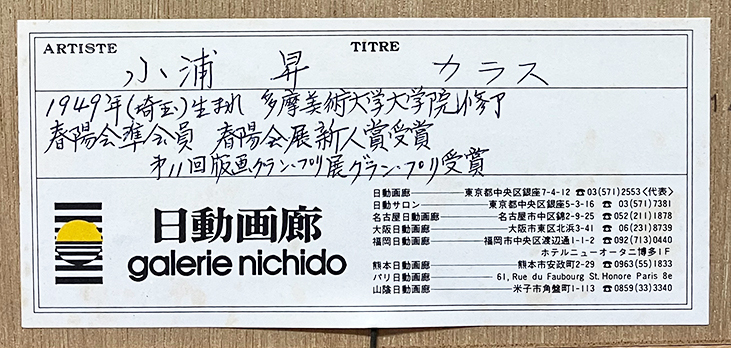 ARTISTE TITRE
小浦 昇 カラス
1949年(埼玉)生まれ 多摩美術大学大学院修了
春陽会準会員 春陽会展新人賞受賞
第11回版画グラン・プリ展グラン・プリ受賞
日動画廊
galerie nichido
日動画廊 東京都中央区銀座7-4-12 ☎03(571)2553<代表>
日動サロン 東京都中央区銀座5-3-16 ☎03(571)7381
名古屋日動画廊 名古屋市中区錦2-9-25 ☎052(211)1878
大阪日動画廊 大阪市東区北浜3-41 ☎06(231)8739
福岡日動画廊 福岡市中央区渡辺通1-1-2 ☎092(713)0440
ホテルニューオータニ博多1F
熊本日動画廊 熊本市安政町2-29 ☎0963(55)1833
パリ日動画廊 61, Rue du Faubourg St. Honore Paris 8e
山陰日動画廊 米子市角盤町1-113 ☎0859(33)3340